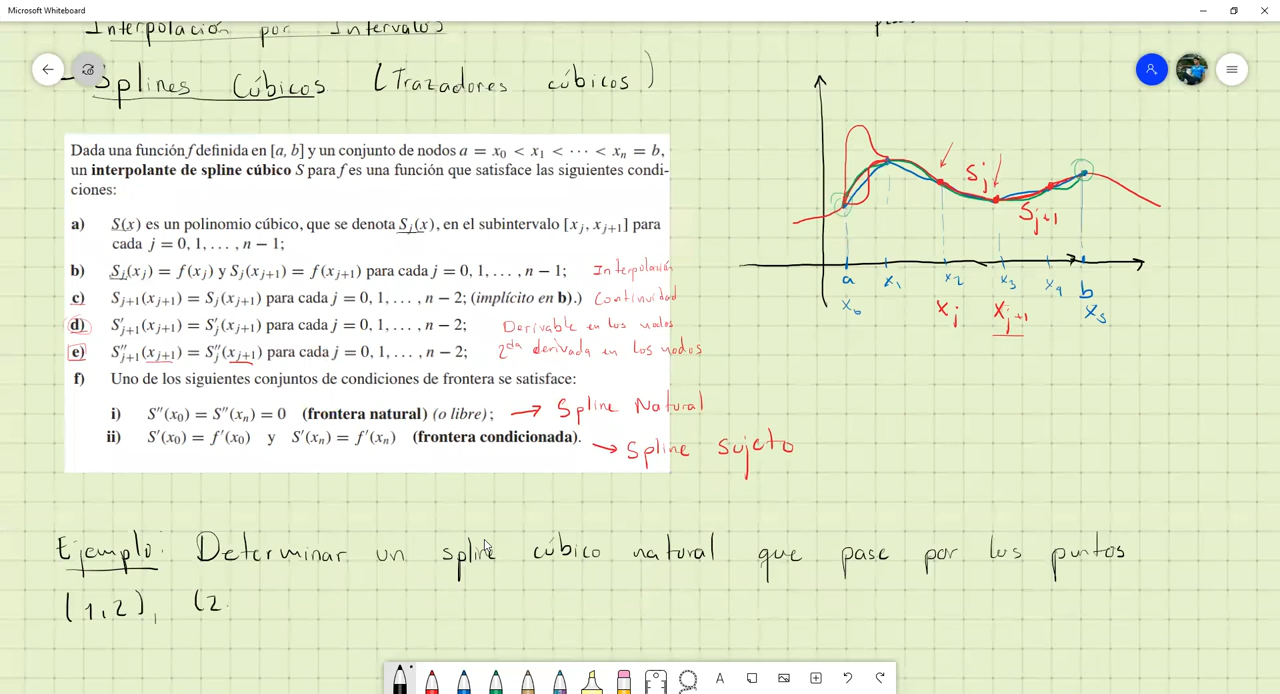 Microsoft Whiteboard
Interpolación por Intervalos
- Splines Cúbicos (Trazadores cúbicos)
Dada una función f definida en [a, b] y un conjunto de nodos a = x₀ < x₁ < ··· < xₙ = b,
un interpolante de spline cúbico S para f es una función que satisface las siguientes condi-
ciones:
a) S(x) es un polinomio cúbico, que se denota Sⱼ(x), en el subintervalo [xⱼ, xⱼ₊₁] para
cada j = 0, 1, . . . , n − 1;
b) Sⱼ(xⱼ) = f(xⱼ) y Sⱼ(xⱼ₊₁) = f(xⱼ₊₁) para cada j = 0, 1, . . . , n − 1; Interpolación
c) Sⱼ₊₁(xⱼ₊₁) = Sⱼ(xⱼ₊₁) para cada j = 0, 1, . . . , n − 2; (implícito en b).) Continuidad
d) S′ⱼ₊₁(xⱼ₊₁) = S′ⱼ(xⱼ₊₁) para cada j = 0, 1, . . . , n − 2; Derivable en los nodos
e) S″ⱼ₊₁(xⱼ₊₁) = S″ⱼ(xⱼ₊₁) para cada j = 0, 1, . . . , n − 2; 2da derivada en los nodos
f) Uno de los siguientes conjuntos de condiciones de frontera se satisface:
i) S″(x₀) = S″(xₙ) = 0 (frontera natural) (o libre); → Spline Natural
ii) S′(x₀) = f′(x₀) y S′(xₙ) = f′(xₙ) (frontera condicionada). → Spline sujeto
Sⱼ
Sⱼ₊₁
a x₁ x₂ x₃ x₄ b
x₀ xⱼ xⱼ₊₁ x₅
Ejemplo: Determinar un spline cúbico natural que pase por los puntos
(1,2), (2
A